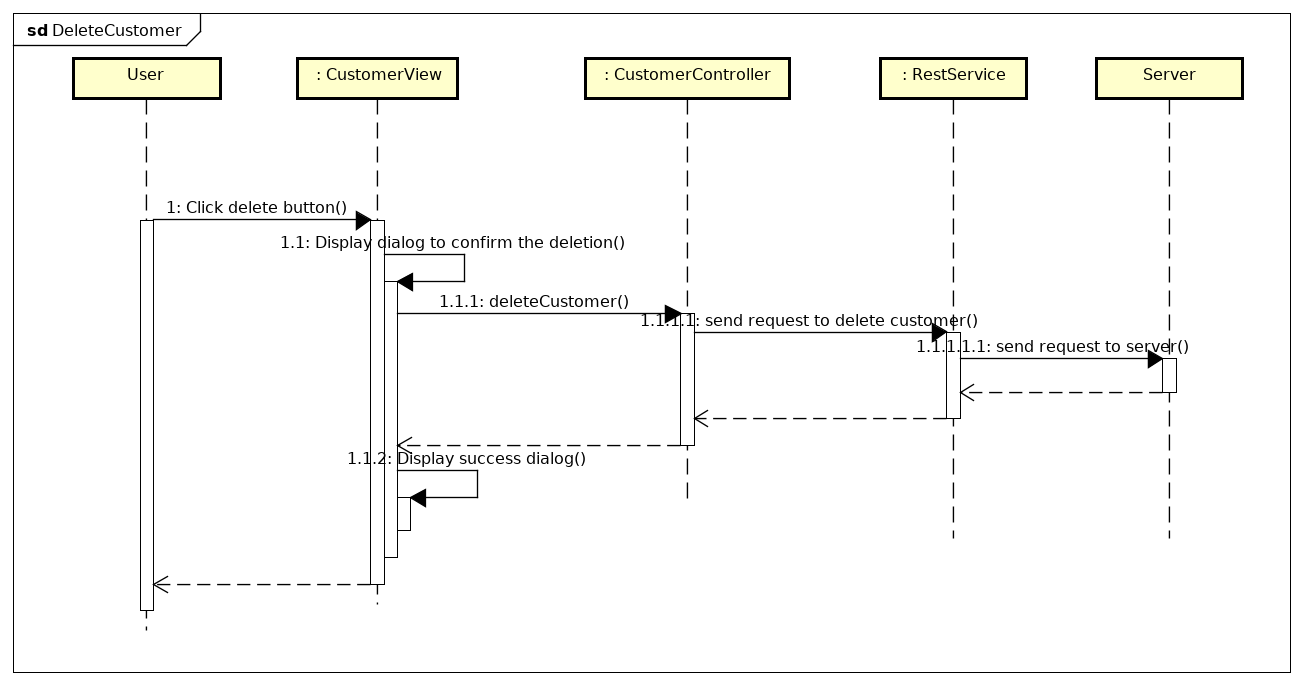 sd DeleteCustomer
User
: CustomerView
: CustomerController
: RestService
Server
1: Click delete button()
1.1: Display dialog to confirm the deletion()
1.1.1: deleteCustomer()
1.1.1.1: send request to delete customer()
1.1.1.1.1: send request to server()
1.1.2: Display success dialog()